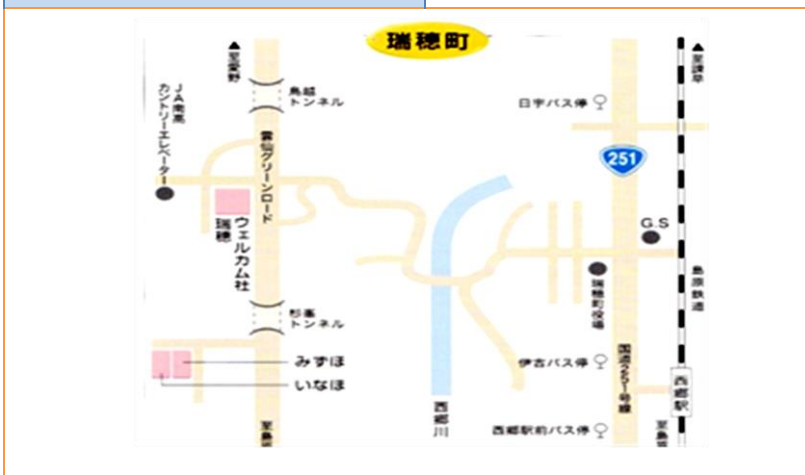 瑞穂町
至愛野
至諫早
JA南高
カントリーエレベーター
鳥越
トンネル
雲仙グリーンロード
日宇バス停
251
G.S
ウェルカム社
瑞穂
瑞穂町役場
島原鉄道
杉峯
トンネル
みずほ
いなほ
伊古バス停
国道251号線
西郷駅
西郷川
西郷駅前バス停